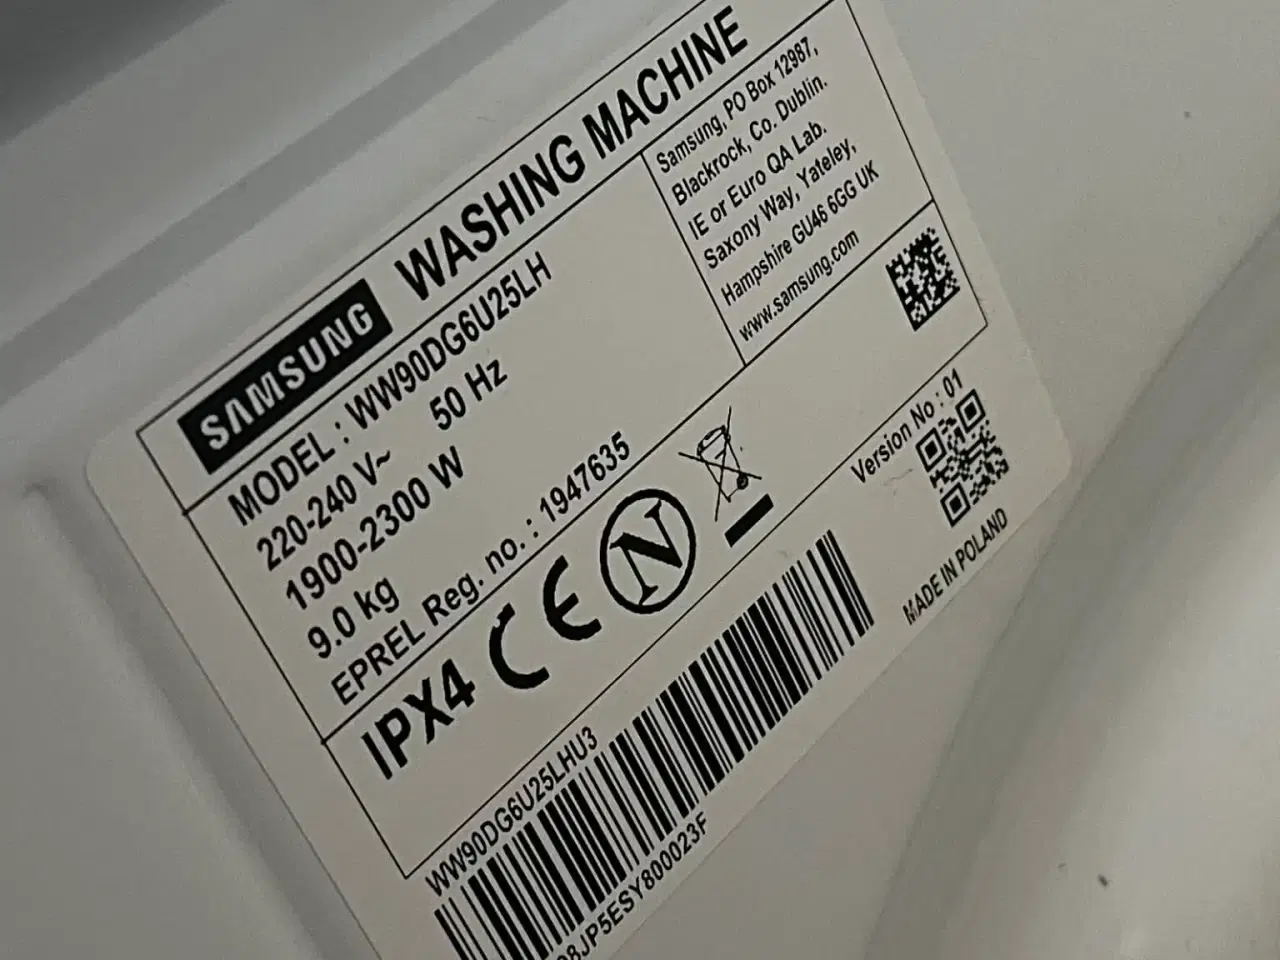 SAMSUNG WASHING MACHINE
MODEL : WW90DG6U25LH
220-240 V~ 50 Hz
1900-2300 W
9.0 kg
EPREL Reg. no. : 1947635
Samsung, PO Box 12987,
Blackrock, Co. Dublin.
IE or Euro QA Lab.
Saxony Way, Yateley,
Hampshire GU46 6GG UK
www.samsung.com
IPX4 CE N
Version No : 01
MADE IN POLAND
WW90DG6U25LHU3
8JP5ESY800023F